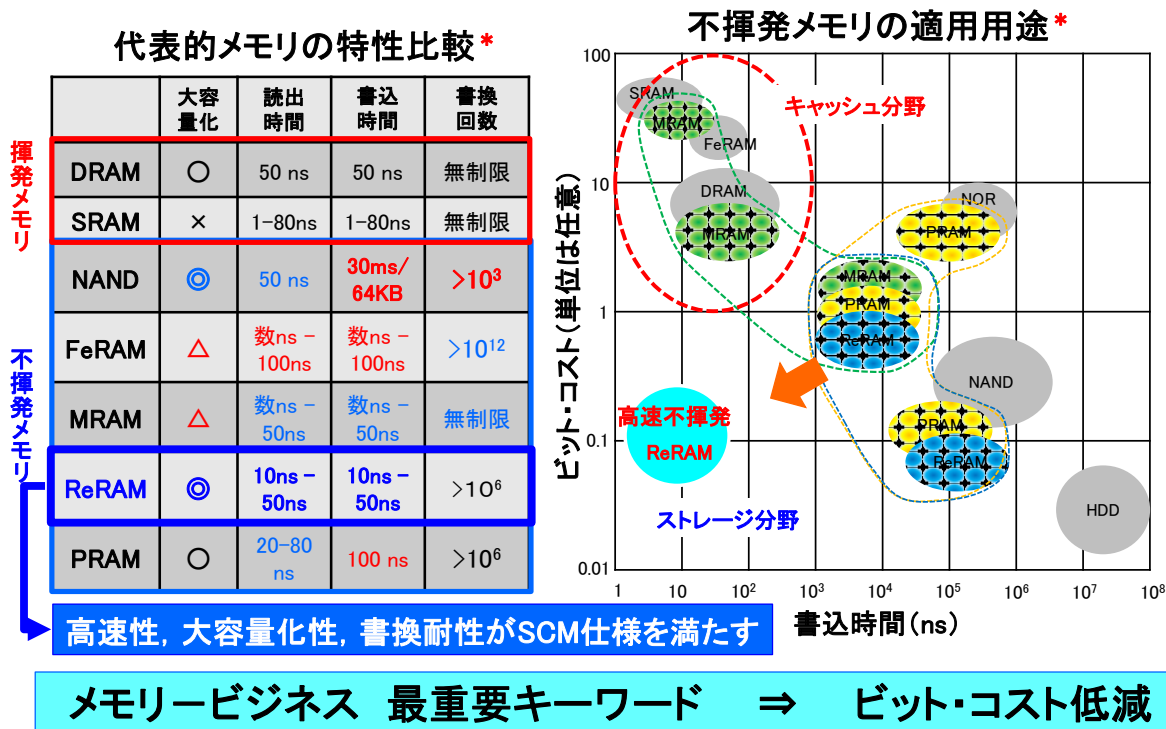 代表的メモリの特性比較*
大容量化 読出時間 書込時間 書換回数
揮発メモリ
DRAM ○ 50 ns 50 ns 無制限
SRAM × 1-80ns 1-80ns 無制限
不揮発メモリ
NAND ◎ 50 ns 30ms/64KB >10³
FeRAM △ 数ns-100ns 数ns-100ns >10¹²
MRAM △ 数ns-50ns 数ns-50ns 無制限
ReRAM ◎ 10ns-50ns 10ns-50ns >10⁶
PRAM ○ 20-80ns 100 ns >10⁶
高速性,大容量化性,書換耐性がSCM仕様を満たす
不揮発メモリの適用用途*
ビット・コスト(単位は任意)
100
10
1
0.1
0.01
SRAM
MRAM
FeRAM
キャッシュ分野
DRAM
MRAM
NOR
PRAM
MRAM
PRAM
ReRAM
NAND
高速不揮発
ReRAM
PRAM
ReRAM
ストレージ分野
HDD
1 10 10² 10³ 10⁴ 10⁵ 10⁶ 10⁷ 10⁸
書込時間(ns)
メモリービジネス 最重要キーワード ⇒ ビット・コスト低減